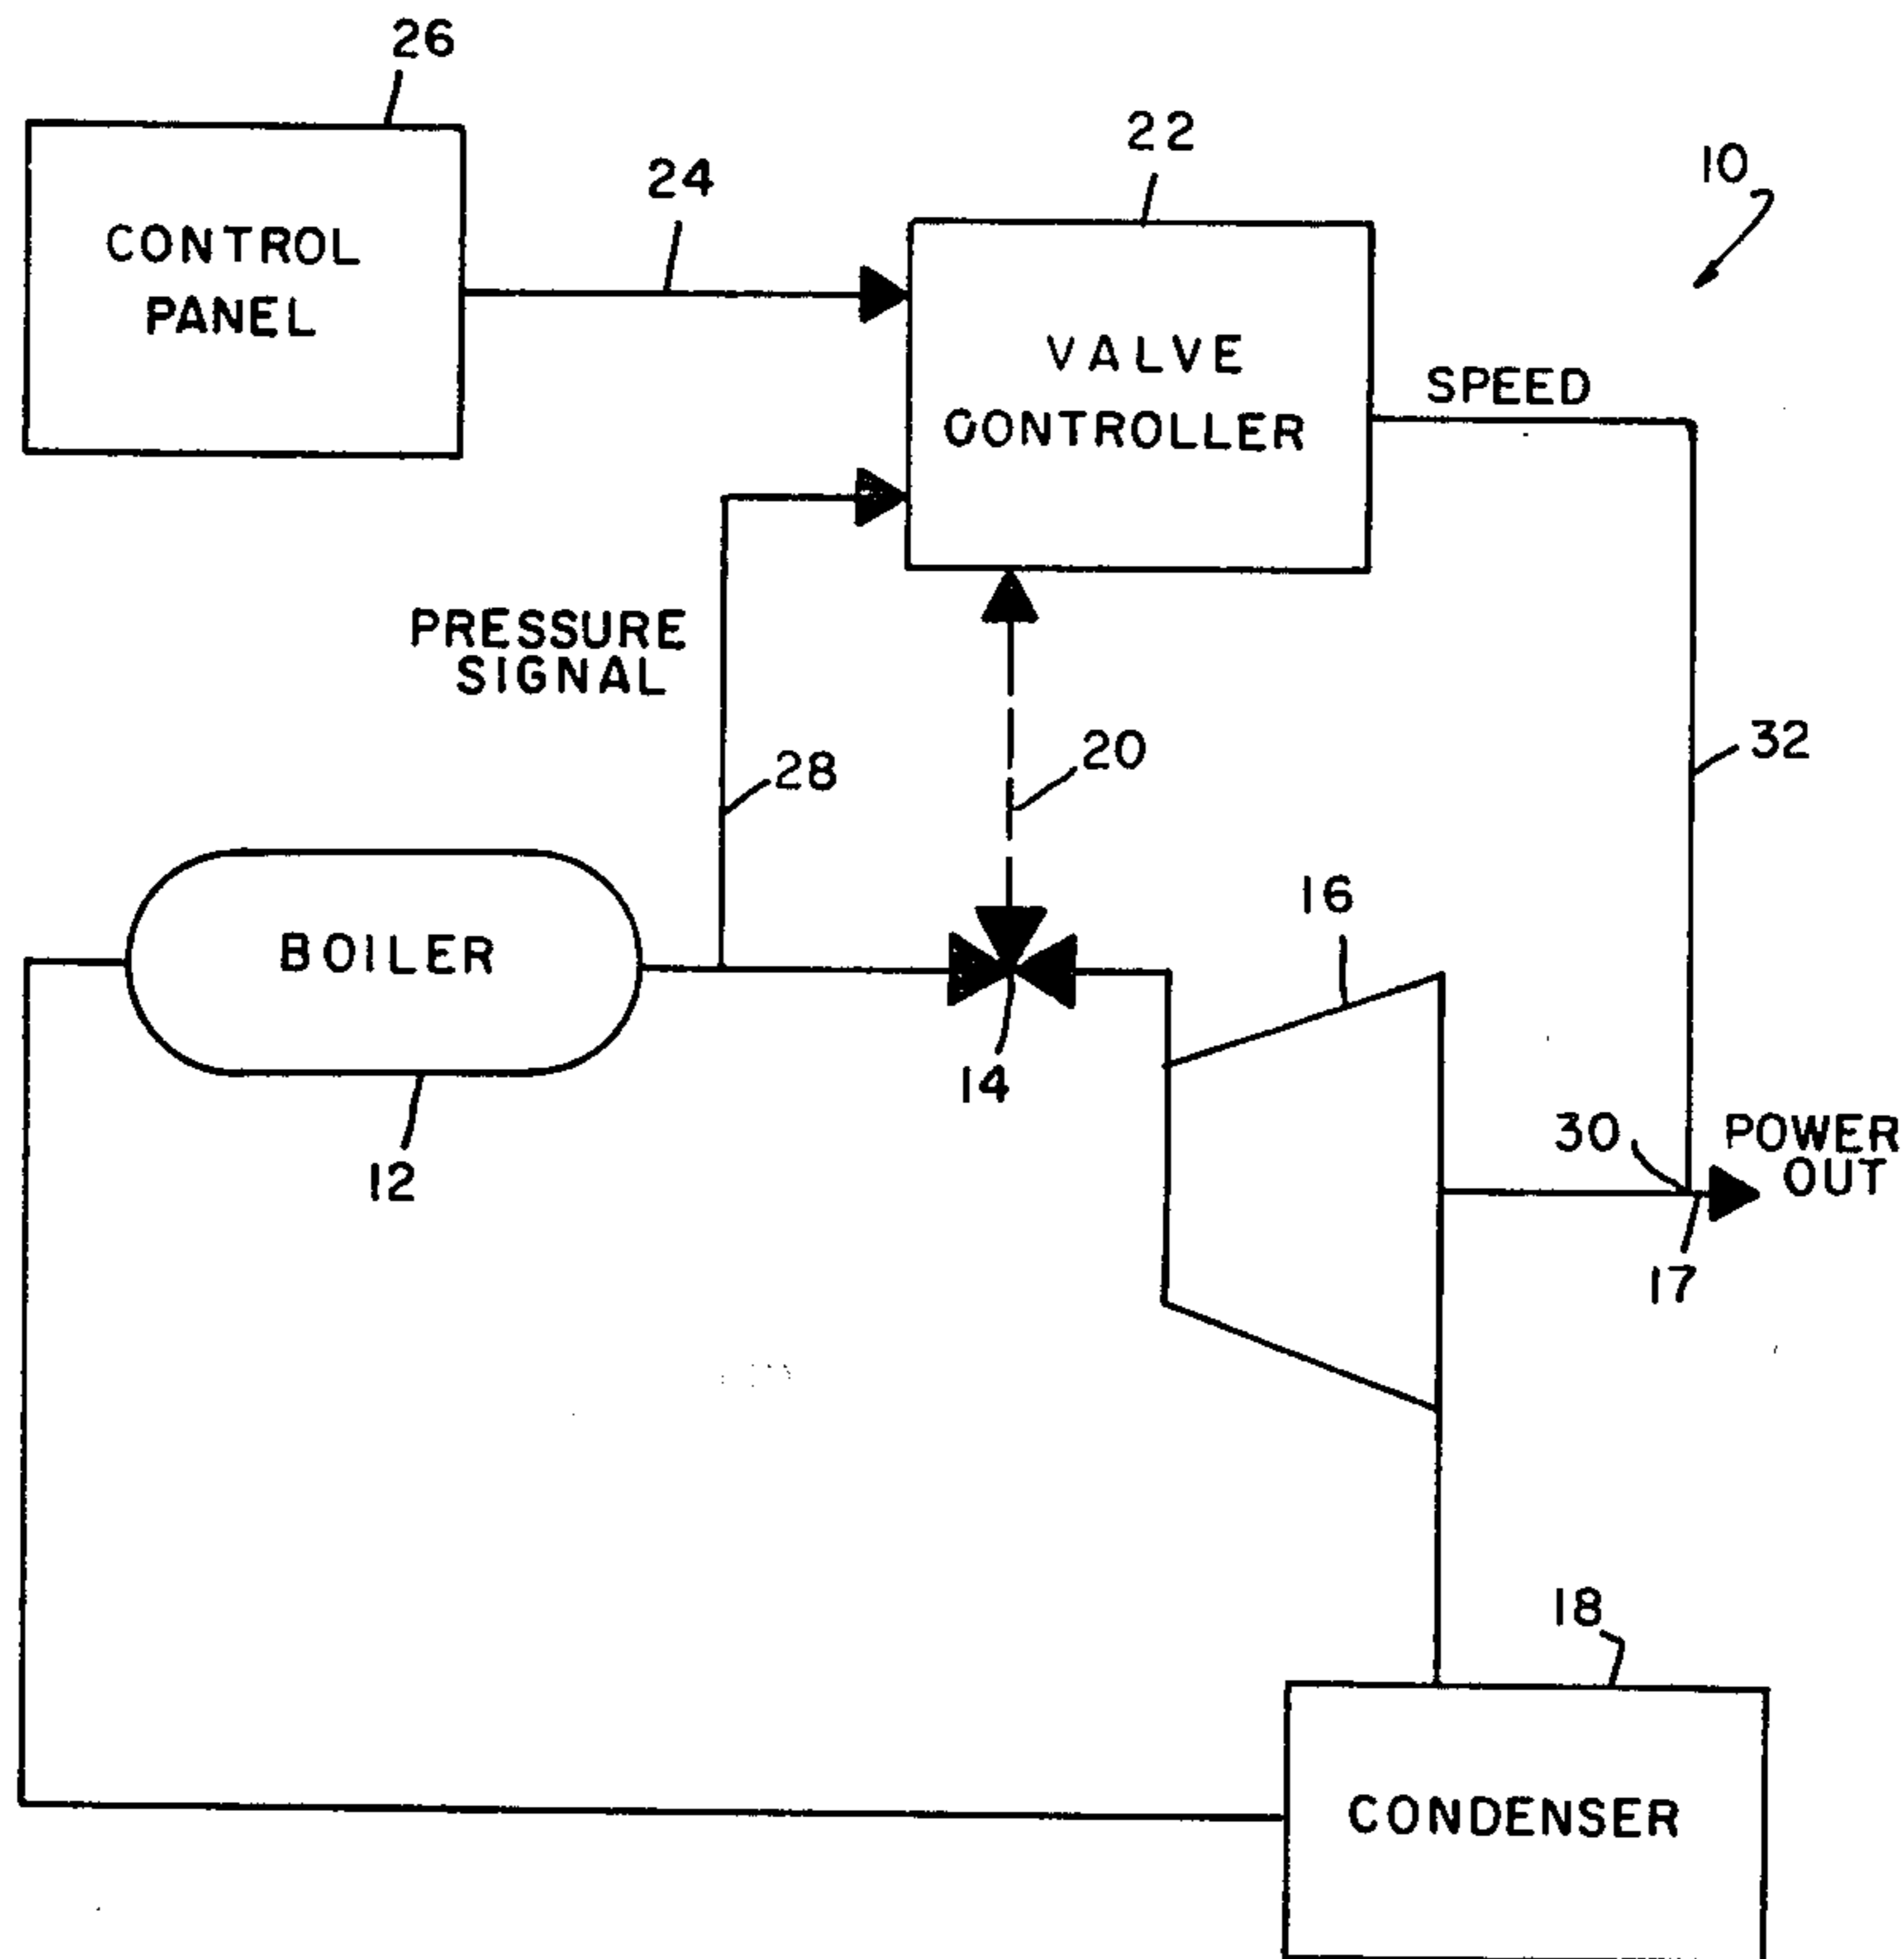 26
22
10
24
CONTROL
PANEL
VALVE
CONTROLLER
SPEED
PRESSURE
SIGNAL
20
32
28
16
BOILER
14
12
30
POWER
OUT
17
18
CONDENSER